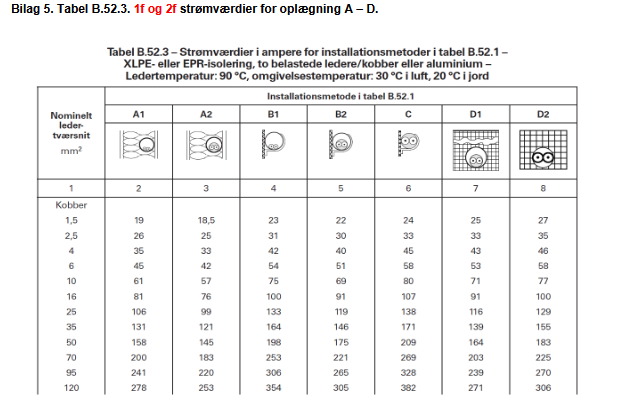 Bilag 5. Tabel B.52.3. 1f og 2f strømværdier for oplægning A – D.
Tabel B.52.3 – Strømværdier i ampere for installationsmetoder i tabel B.52.1 –
XLPE- eller EPR-isolering, to belastede ledere/kobber eller aluminium –
Ledertemperatur: 90 °C, omgivelsestemperatur: 30 °C i luft, 20 °C i jord
Nominelt
leder-
tværsnit
mm²
Installationsmetode i tabel B.52.1
A1 A2 B1 B2 C D1 D2
1 2 3 4 5 6 7 8
Kobber
1,5 19 18,5 23 22 24 25 27
2,5 26 25 31 30 33 33 35
4 35 33 42 40 45 43 46
6 45 42 54 51 58 53 58
10 61 57 75 69 80 71 77
16 81 76 100 91 107 91 100
25 106 99 133 119 138 116 129
35 131 121 164 146 171 139 155
50 158 145 198 175 209 164 183
70 200 183 253 221 269 203 225
95 241 220 306 265 328 239 270
120 278 253 354 305 382 271 306